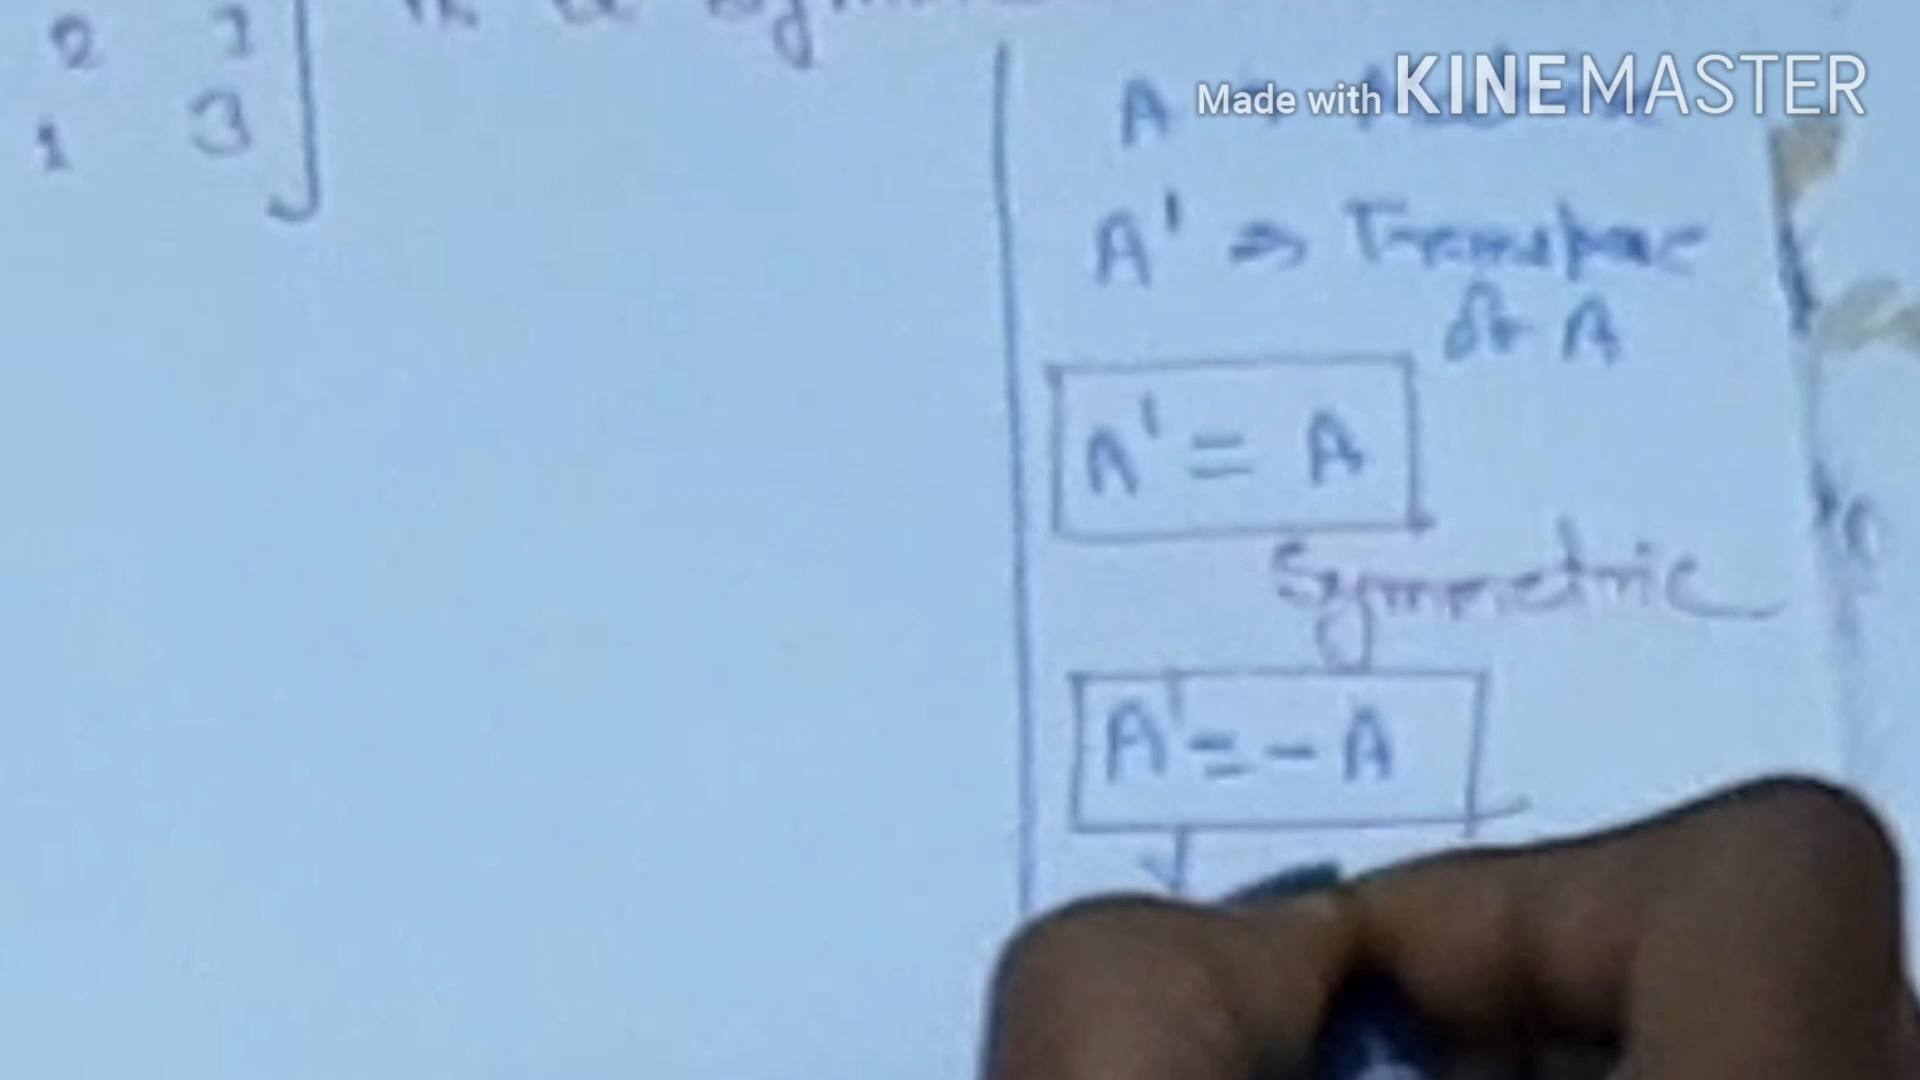 2 1
1 3
Made with KINEMASTER
A
A' ⇒ Transpose
of A
A' = A
Symmetric
A' = - A